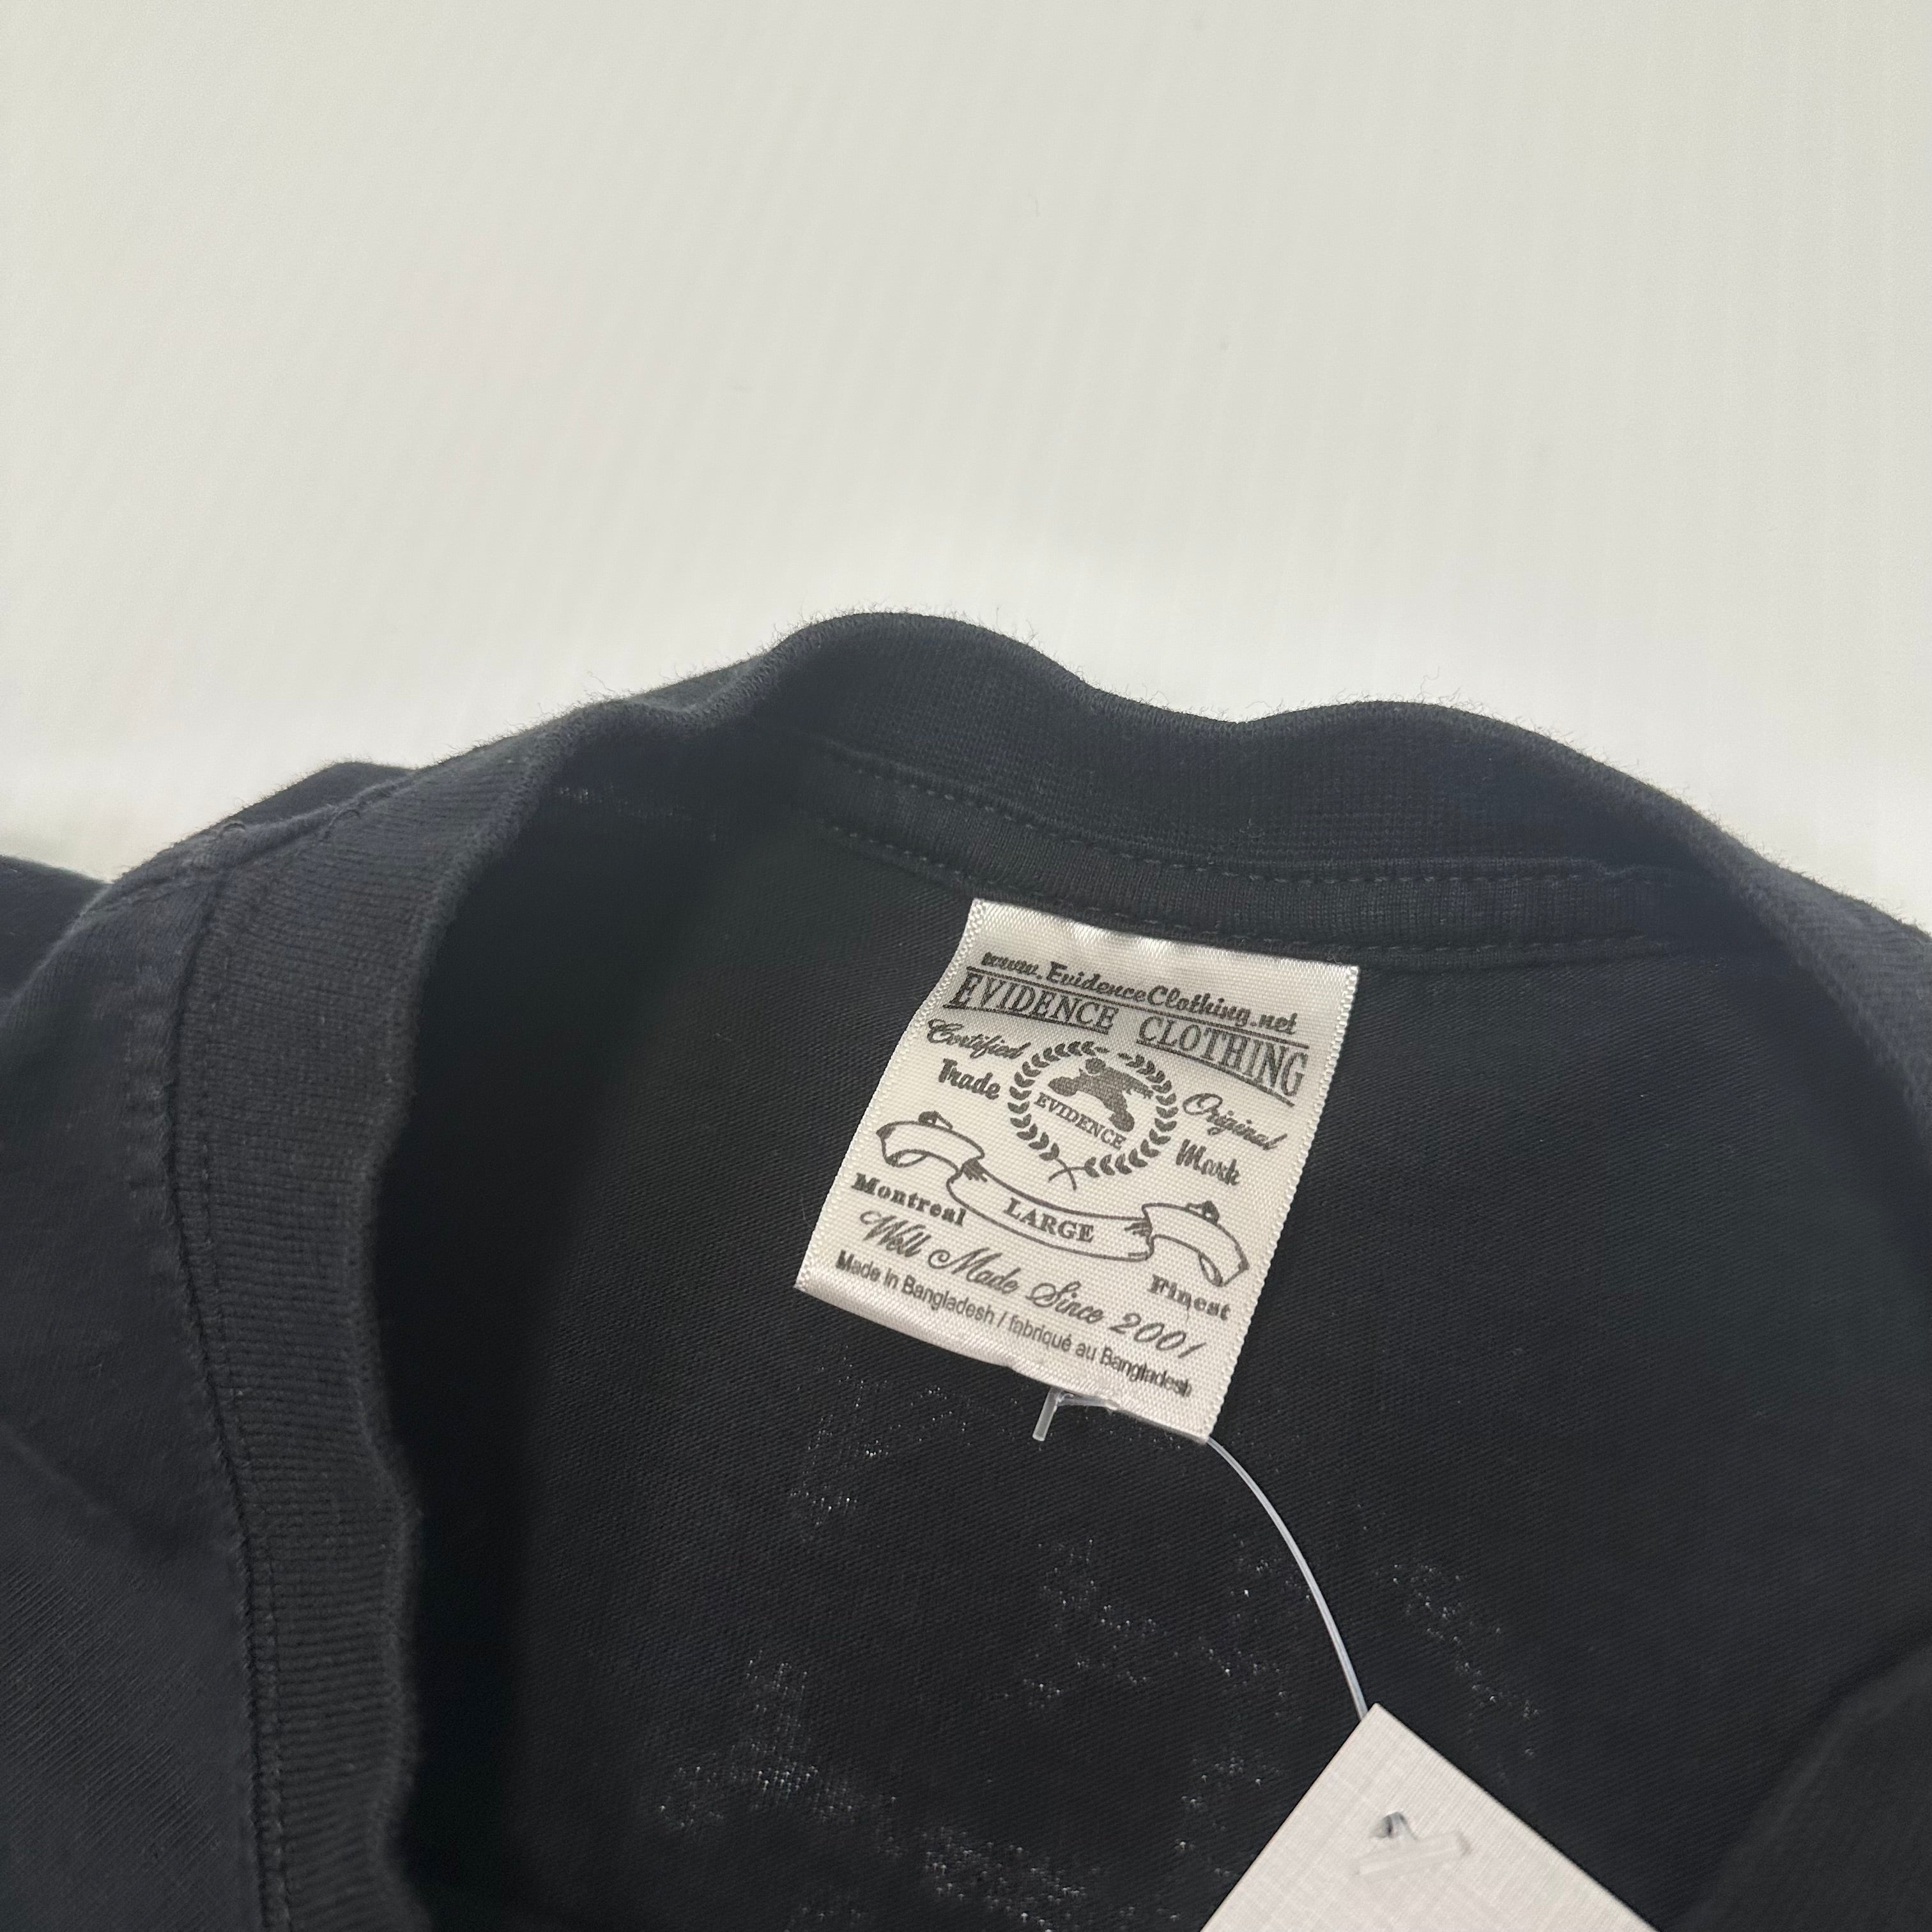 www.EvidenceClothing.net
EVIDENCE CLOTHING
Certified Original
Trade Mark
EVIDENCE
LARGE
Montreal Finest
Well Made Since 2001
Made in Bangladesh / fabriqué au Bangladesh